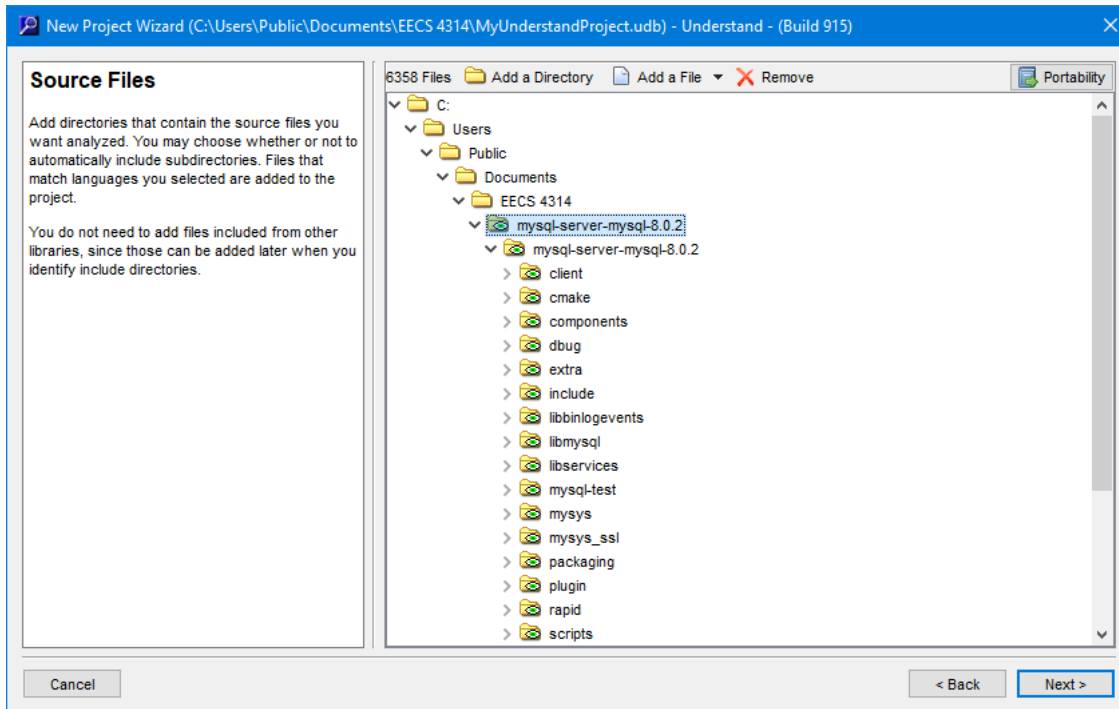 New Project Wizard (C:\Users\Public\Documents\EECS 4314\MyUnderstandProject.udb) - Understand - (Build 915)
Source Files
Add directories that contain the source files you
want analyzed. You may choose whether or not to
automatically include subdirectories. Files that
match languages you selected are added to the
project.
You do not need to add files included from other
libraries, since those can be added later when you
identify include directories.
6358 Files Add a Directory Add a File Remove Portability
C:
Users
Public
Documents
EECS 4314
mysql-server-mysql-8.0.2
mysql-server-mysql-8.0.2
client
cmake
components
dbug
extra
include
libbinlogevents
libmysql
libservices
mysql-test
mysys
mysys_ssl
packaging
plugin
rapid
scripts
Cancel < Back Next >